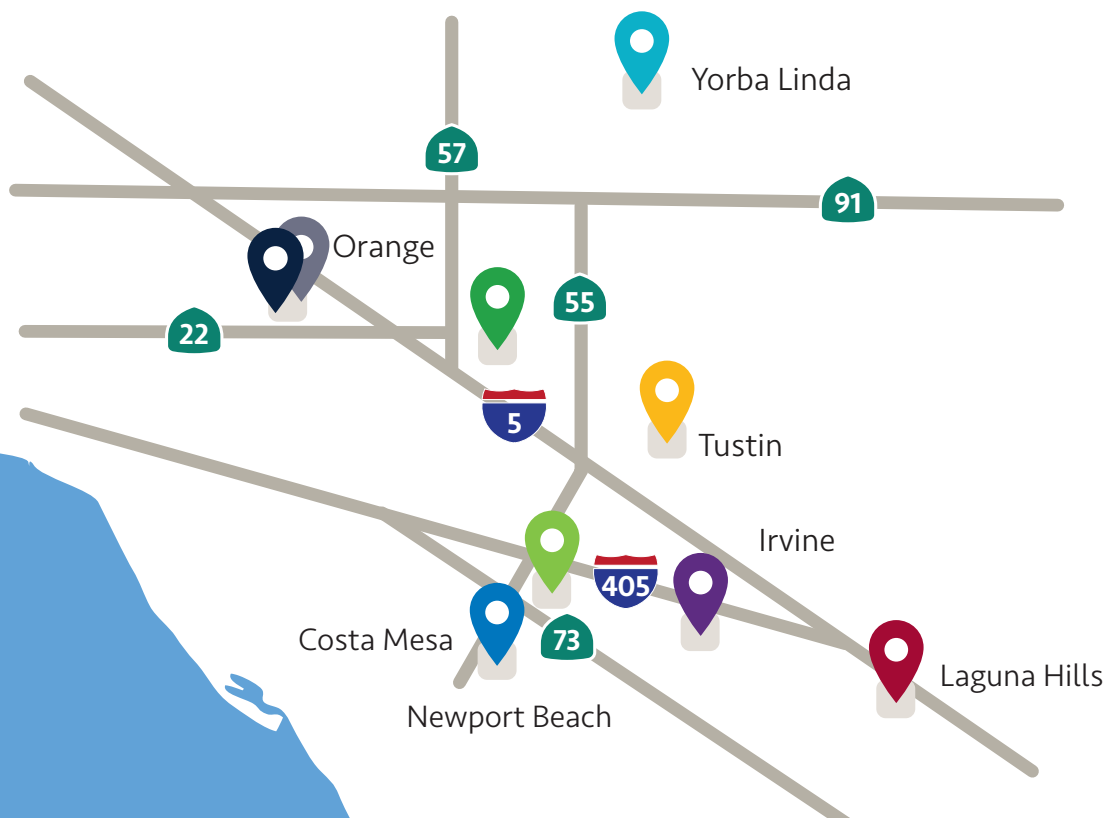 Yorba Linda
57
91
Orange
55
22
5
Tustin
Irvine
405
Costa Mesa
73
Laguna Hills
Newport Beach